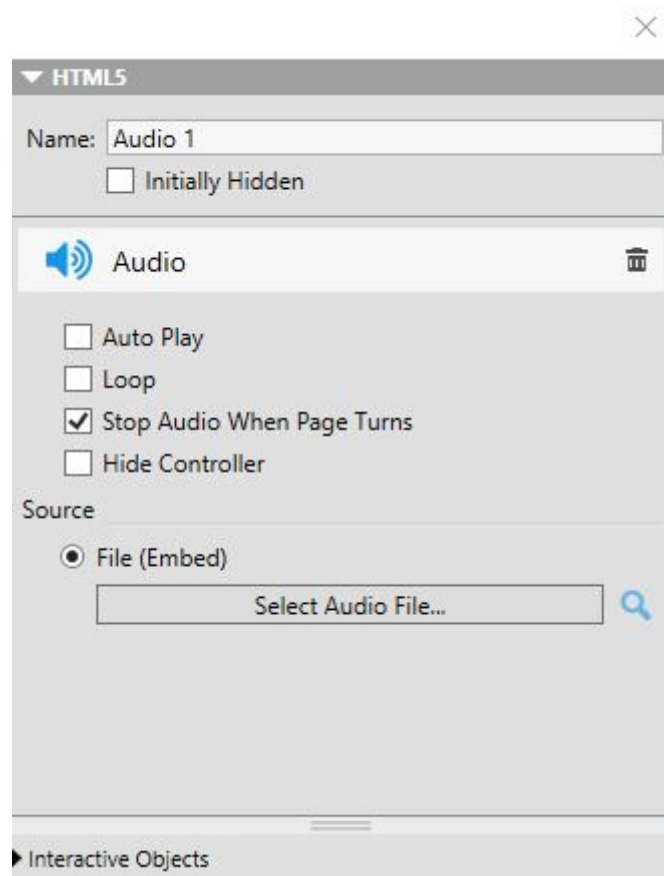 HTML5
Name: Audio 1
Initially Hidden
Audio
Auto Play
Loop
Stop Audio When Page Turns
Hide Controller
Source
File (Embed)
Select Audio File...
Interactive Objects